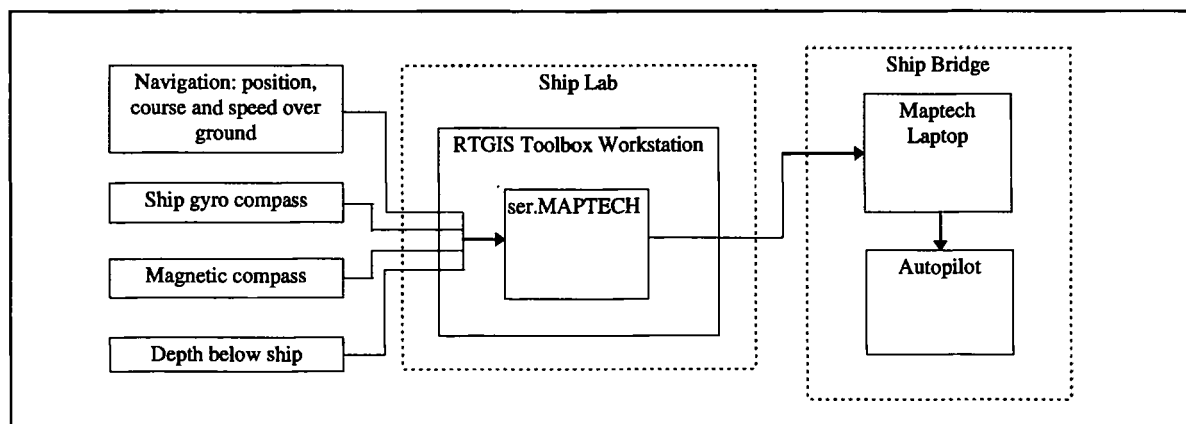 Navigation: position,
course and speed over
ground
Ship gyro compass
Magnetic compass
Depth below ship
Ship Lab
RTGIS Toolbox Workstation
ser.MAPTECH
Ship Bridge
Maptech
Laptop
Autopilot